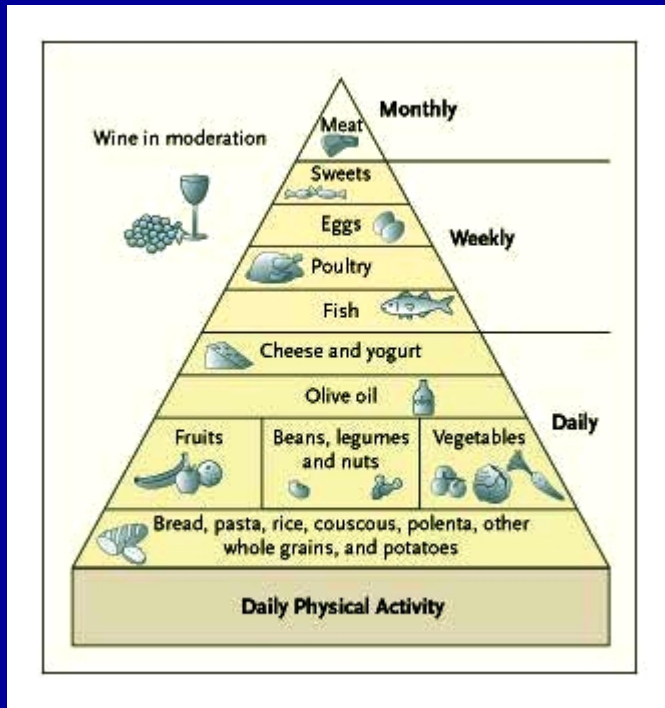 Monthly
Meat
Wine in moderation
Sweets
Eggs
Weekly
Poultry
Fish
Cheese and yogurt
Olive oil
Daily
Fruits
Beans, legumes
and nuts
Vegetables
Bread, pasta, rice, couscous, polenta, other
whole grains, and potatoes
Daily Physical Activity